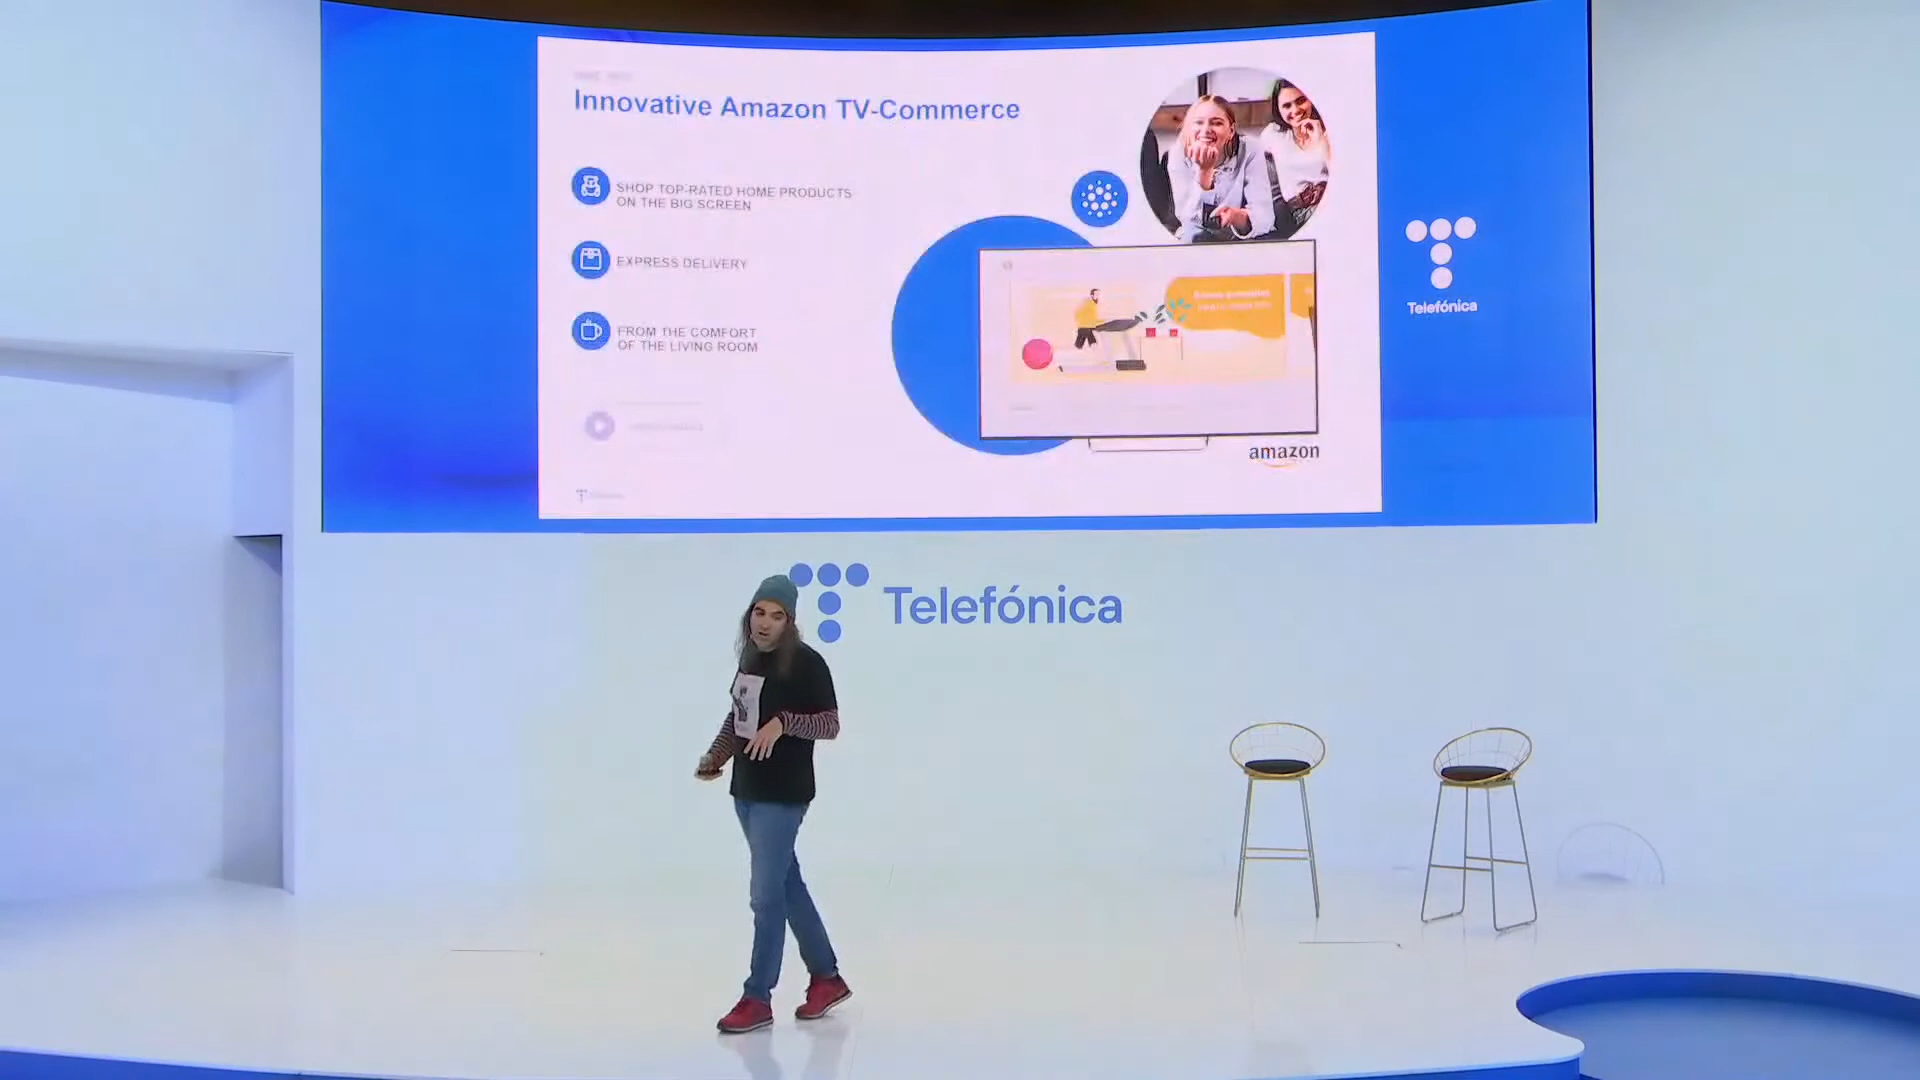 Innovative Amazon TV-Commerce
SHOP TOP-RATED HOME PRODUCTS
ON THE BIG SCREEN
EXPRESS DELIVERY
FROM THE COMFORT
OF THE LIVING ROOM
amazon
Telefónica
Telefónica